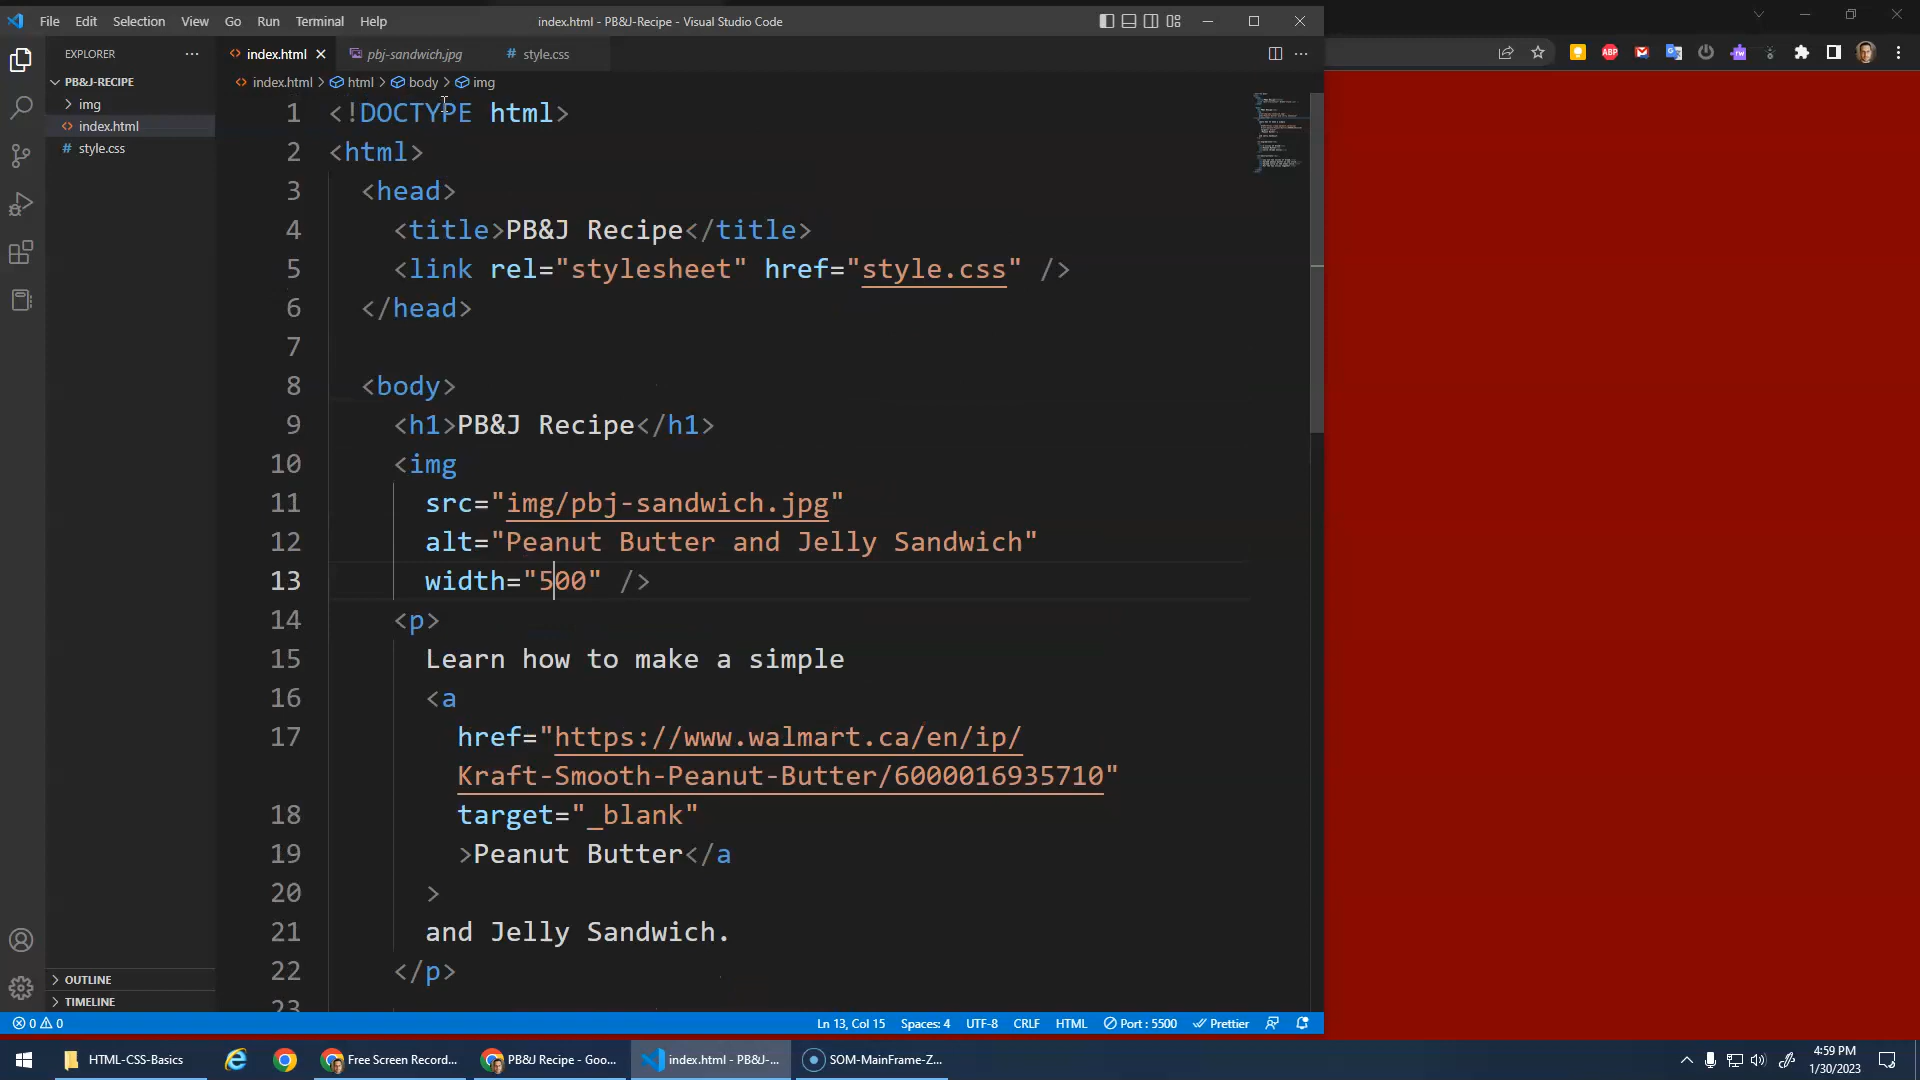 File Edit Selection View Go Run Terminal Help
index.html - PB&J-Recipe - Visual Studio Code
EXPLORER
index.html
pbj-sandwich.jpg
# style.css
PB&J-RECIPE
index.html > html > body > img
img
index.html
# style.css
1 <!DOCTYPE html>
2 <html>
3 <head>
4 <title>PB&J Recipe</title>
5 <link rel="stylesheet" href="style.css" />
6 </head>
7
8 <body>
9 <h1>PB&J Recipe</h1>
10 <img
11 src="img/pbj-sandwich.jpg"
12 alt="Peanut Butter and Jelly Sandwich"
13 width="500" />
14 <p>
15 Learn how to make a simple
16 <a
17 href="https://www.walmart.ca/en/ip/
Kraft-Smooth-Peanut-Butter/6000016935710"
18 target="_blank"
19 >Peanut Butter</a
20 >
21 and Jelly Sandwich.
22 </p>
23
OUTLINE
TIMELINE
0 0
Ln 13, Col 15 Spaces: 4 UTF-8 CRLF HTML Port : 5500 Prettier
ABP
HTML-CSS-Basics
Free Screen Record...
PB&J Recipe - Goo...
index.html - PB&J-...
SOM-MainFrame-Z...
4:59 PM
1/30/2023